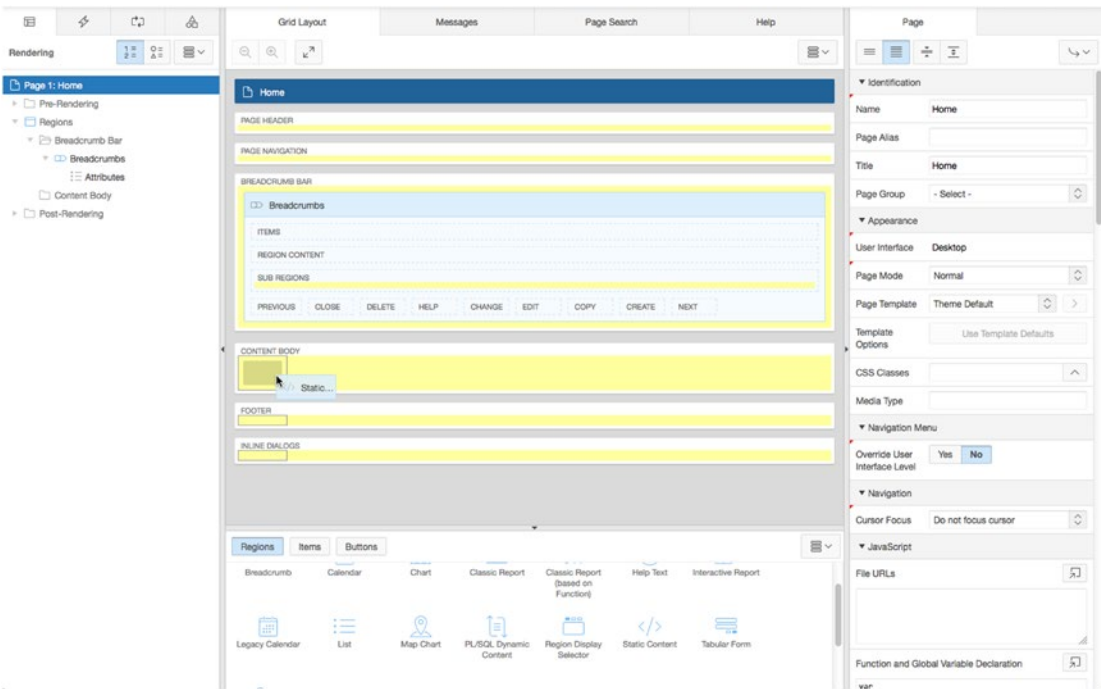 Grid Layout
Messages
Page Search
Help
Page
Rendering
Page 1: Home
Pre-Rendering
Regions
Breadcrumb Bar
Breadcrumbs
Attributes
Content Body
Post-Rendering
Home
PAGE HEADER
PAGE NAVIGATION
BREADCRUMB BAR
Breadcrumbs
ITEMS
REGION CONTENT
SUB REGIONS
PREVIOUS CLOSE DELETE HELP CHANGE EDIT COPY CREATE NEXT
CONTENT BODY
Static...
FOOTER
INLINE DIALOGS
Regions Items Buttons
Breadcrumb
Calendar
Chart
Classic Report
Classic Report
(based on
Function)
Help Text
Interactive Report
Legacy Calendar
List
Map Chart
PL/SQL Dynamic
Content
Region Display
Selector
Static Content
Tabular Form
Identification
Name Home
Page Alias
Title Home
Page Group - Select -
Appearance
User Interface Desktop
Page Mode Normal
Page Template Theme Default
Template
Options
Use Template Defaults
CSS Classes
Media Type
Navigation Menu
Override User
Interface Level
Yes No
Navigation
Cursor Focus Do not focus cursor
JavaScript
File URLs
Function and Global Variable Declaration
var